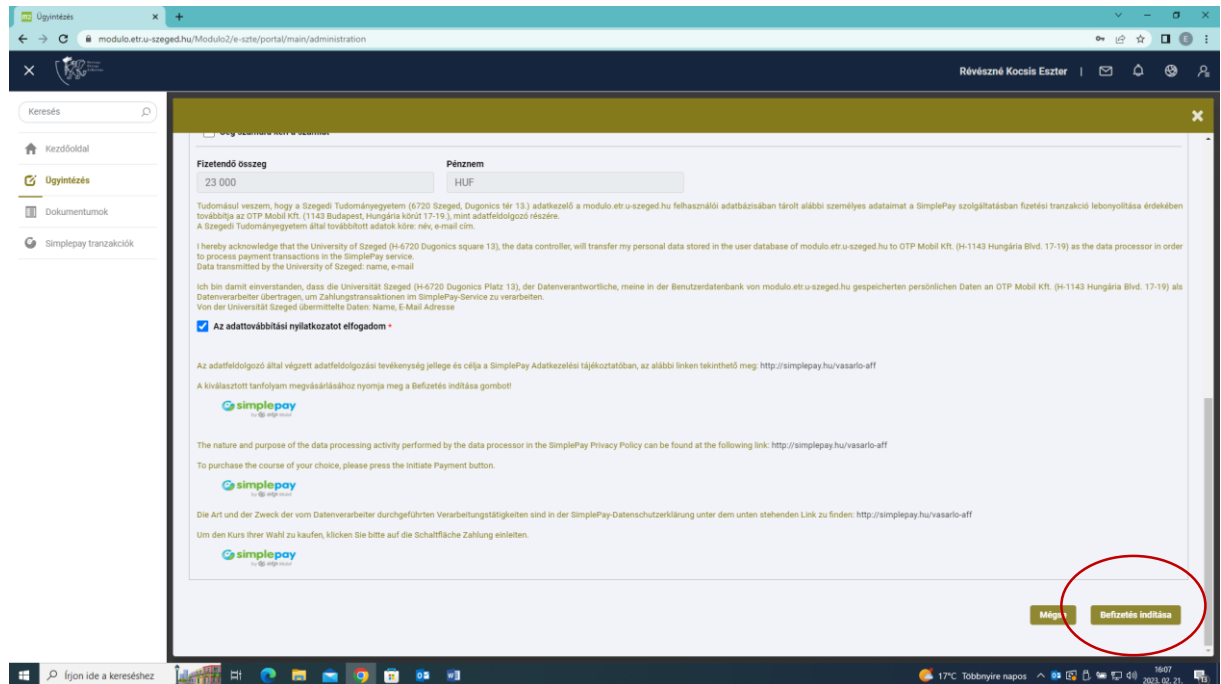 Ügyintézés
modulo.etr.u-szeged.hu/Modulo2/e-szte/portal/main/administration
Révészné Kocsis Eszter |
Keresés
Kezdőoldal
Ügyintézés
Dokumentumok
Simplepay tranzakciók
Fizetendő összeg Pénznem
23 000 HUF
Tudomásul veszem, hogy a Szegedi Tudományegyetem (6720 Szeged, Dugonics tér 13.) adatkezelő a modulo.etr.u-szeged.hu felhasználói adatbázisában tárolt alábbi személyes adataimat a SimplePay szolgáltatásban fizetési tranzakció lebonyolítása érdekében
továbbítja az OTP Mobil Kft. (1143 Budapest, Hungária körút 17-19.), mint adatfeldolgozó részére.
A Szegedi Tudományegyetem által továbbított adatok köre: név, e-mail cím.
I hereby acknowledge that the University of Szeged (H-6720 Dugonics square 13), the data controller, will transfer my personal data stored in the user database of modulo.etr.u-szeged.hu to OTP Mobil Kft. (H-1143 Hungária Blvd. 17-19) as the data processor in order
to process payment transactions in the SimplePay service.
Data transmitted by the University of Szeged: name, e-mail
Ich bin damit einverstanden, dass die Universität Szeged (H-6720 Dugonics Platz 13), der Datenverantwortliche, meine in der Benutzerdatenbank von modulo.etr.u-szeged.hu gespeicherten persönlichen Daten an OTP Mobil Kft. (H-1143 Hungária Blvd. 17-19) als
Datenverarbeiter übertragen, um Zahlungstransaktionen im SimplePay-Service zu verarbeiten.
Von der Universität Szeged übermittelte Daten: Name, E-Mail Adresse
Az adattovábbítási nyilatkozatot elfogadom *
Az adatfeldolgozó által végzett adatfeldolgozási tevékenység jellege és célja a SimplePay Adatkezelési tájékoztatóban, az alábbi linken tekinthető meg: http://simplepay.hu/vasarlo-aff
A kiválasztott tanfolyam megvásárlásához nyomja meg a Befizetés indítása gombot!
simplepay
The nature and purpose of the data processing activity performed by the data processor in the SimplePay Privacy Policy can be found at the following link: http://simplepay.hu/vasarlo-aff
To purchase the course of your choice, please press the Initiate Payment button.
simplepay
Die Art und der Zweck der vom Datenverarbeiter durchgeführten Verarbeitungstätigkeiten sind in der SimplePay-Datenschutzerklärung unter dem unten stehenden Link zu finden: http://simplepay.hu/vasarlo-aff
Um den Kurs Ihrer Wahl zu kaufen, klicken Sie bitte auf die Schaltfläche Zahlung einleiten.
simplepay
Mégse Befizetés indítása
Írjon ide a kereséshez
17°C Többnyire napos
16:07
2023. 02. 21.